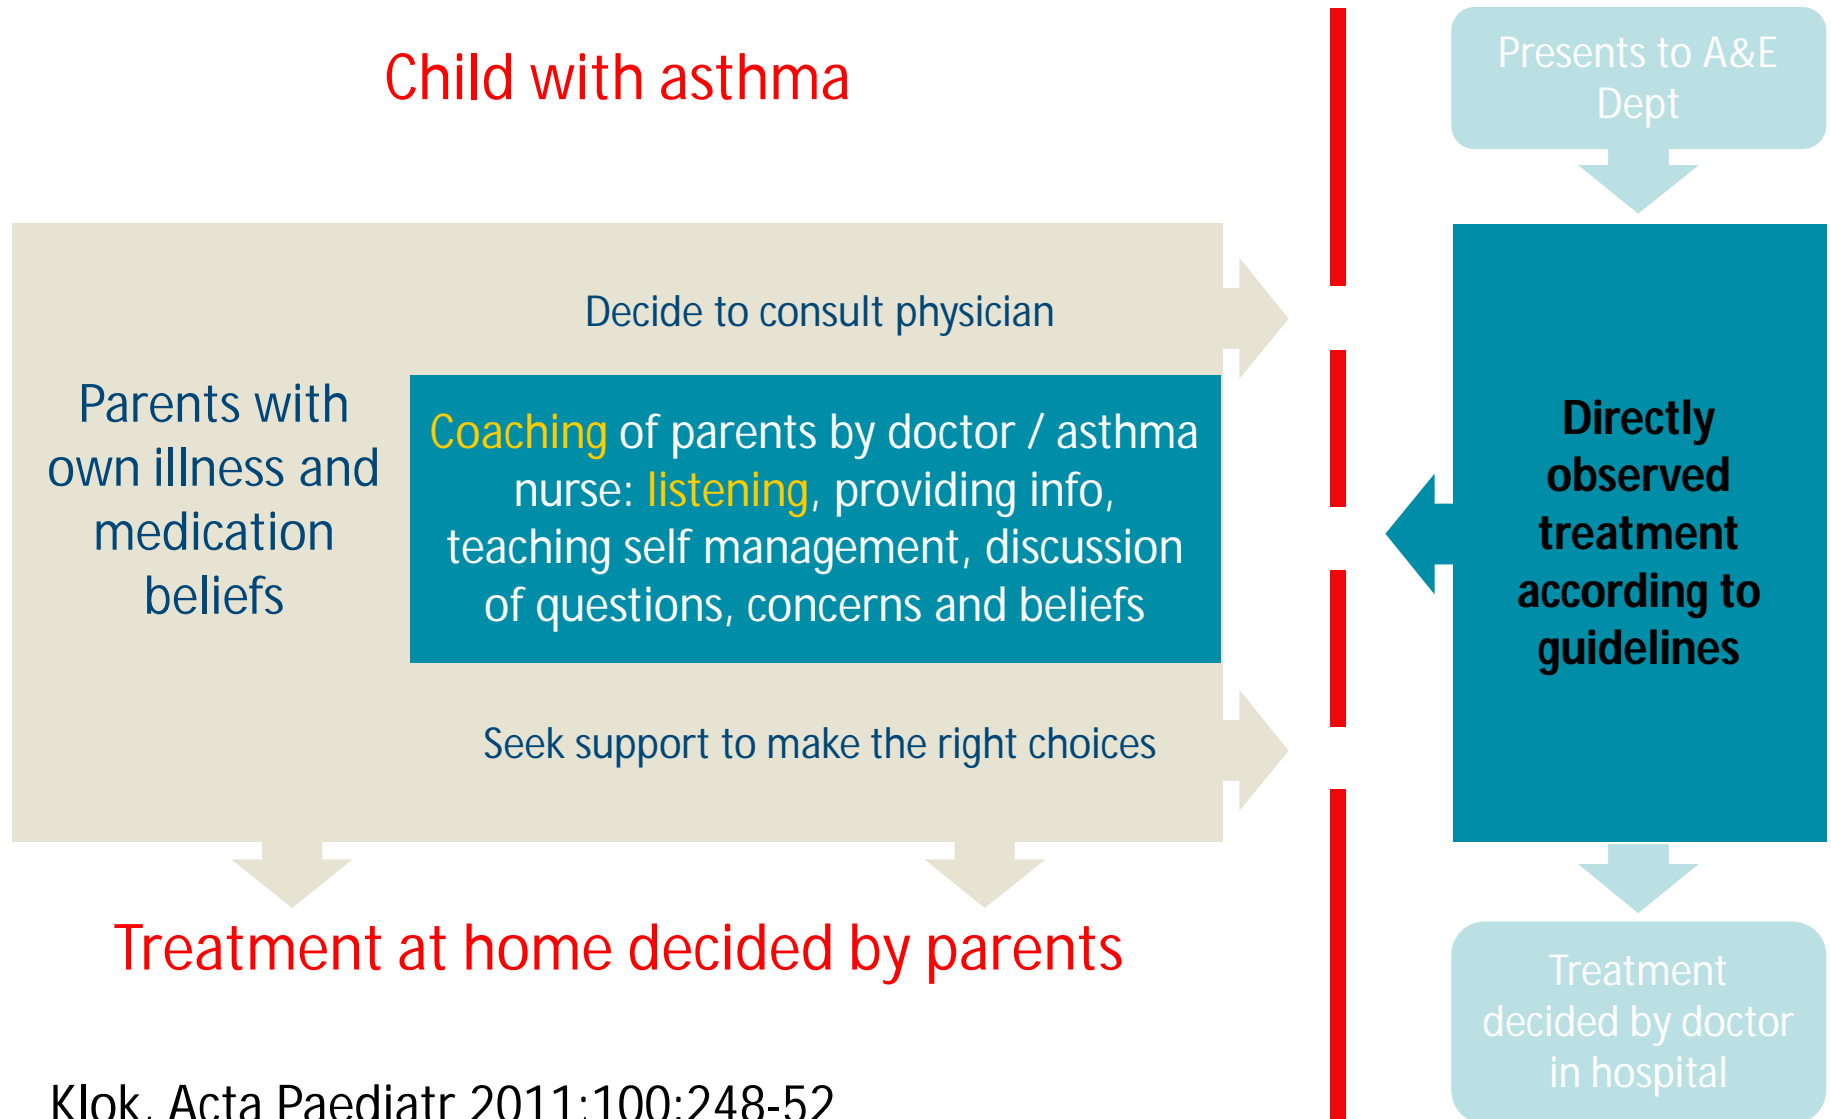 Child with asthma
Presents to A&E
Dept
Decide to consult physician
Parents with
own illness and
medication
beliefs
Coaching of parents by doctor / asthma
nurse: listening, providing info,
teaching self management, discussion
of questions, concerns and beliefs
Seek support to make the right choices
Directly
observed
treatment
according to
guidelines
Treatment at home decided by parents
Treatment
decided by doctor
in hospital
Klok, Acta Paediatr 2011;100:248-52